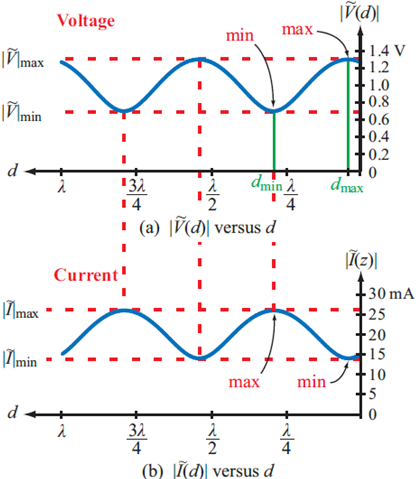 Voltage
|Ṽ(d)|
min
max
|Ṽ|max
1.4 V
1.2
1.0
|Ṽ|min
0.8
0.6
0.4
0.2
0
d
λ
3λ/4
λ/2
dmin
λ/4
dmax
(a) |Ṽ(d)| versus d
Current
|Ĩ(z)|
|Ĩ|max
30 mA
25
20
|Ĩ|min
15
10
5
0
max
min
d
λ
3λ/4
λ/2
λ/4
(b) |Ĩ(d)| versus d